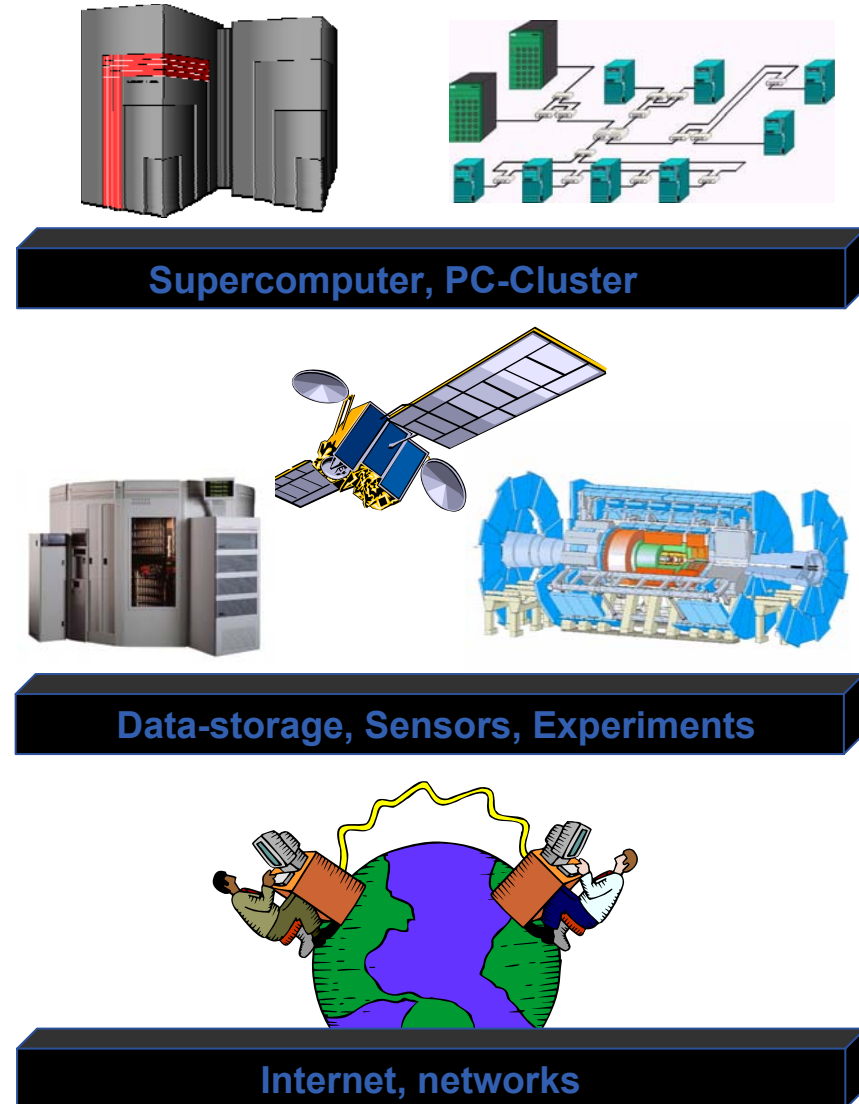 Supercomputer, PC-Cluster
Data-storage, Sensors, Experiments
Internet, networks